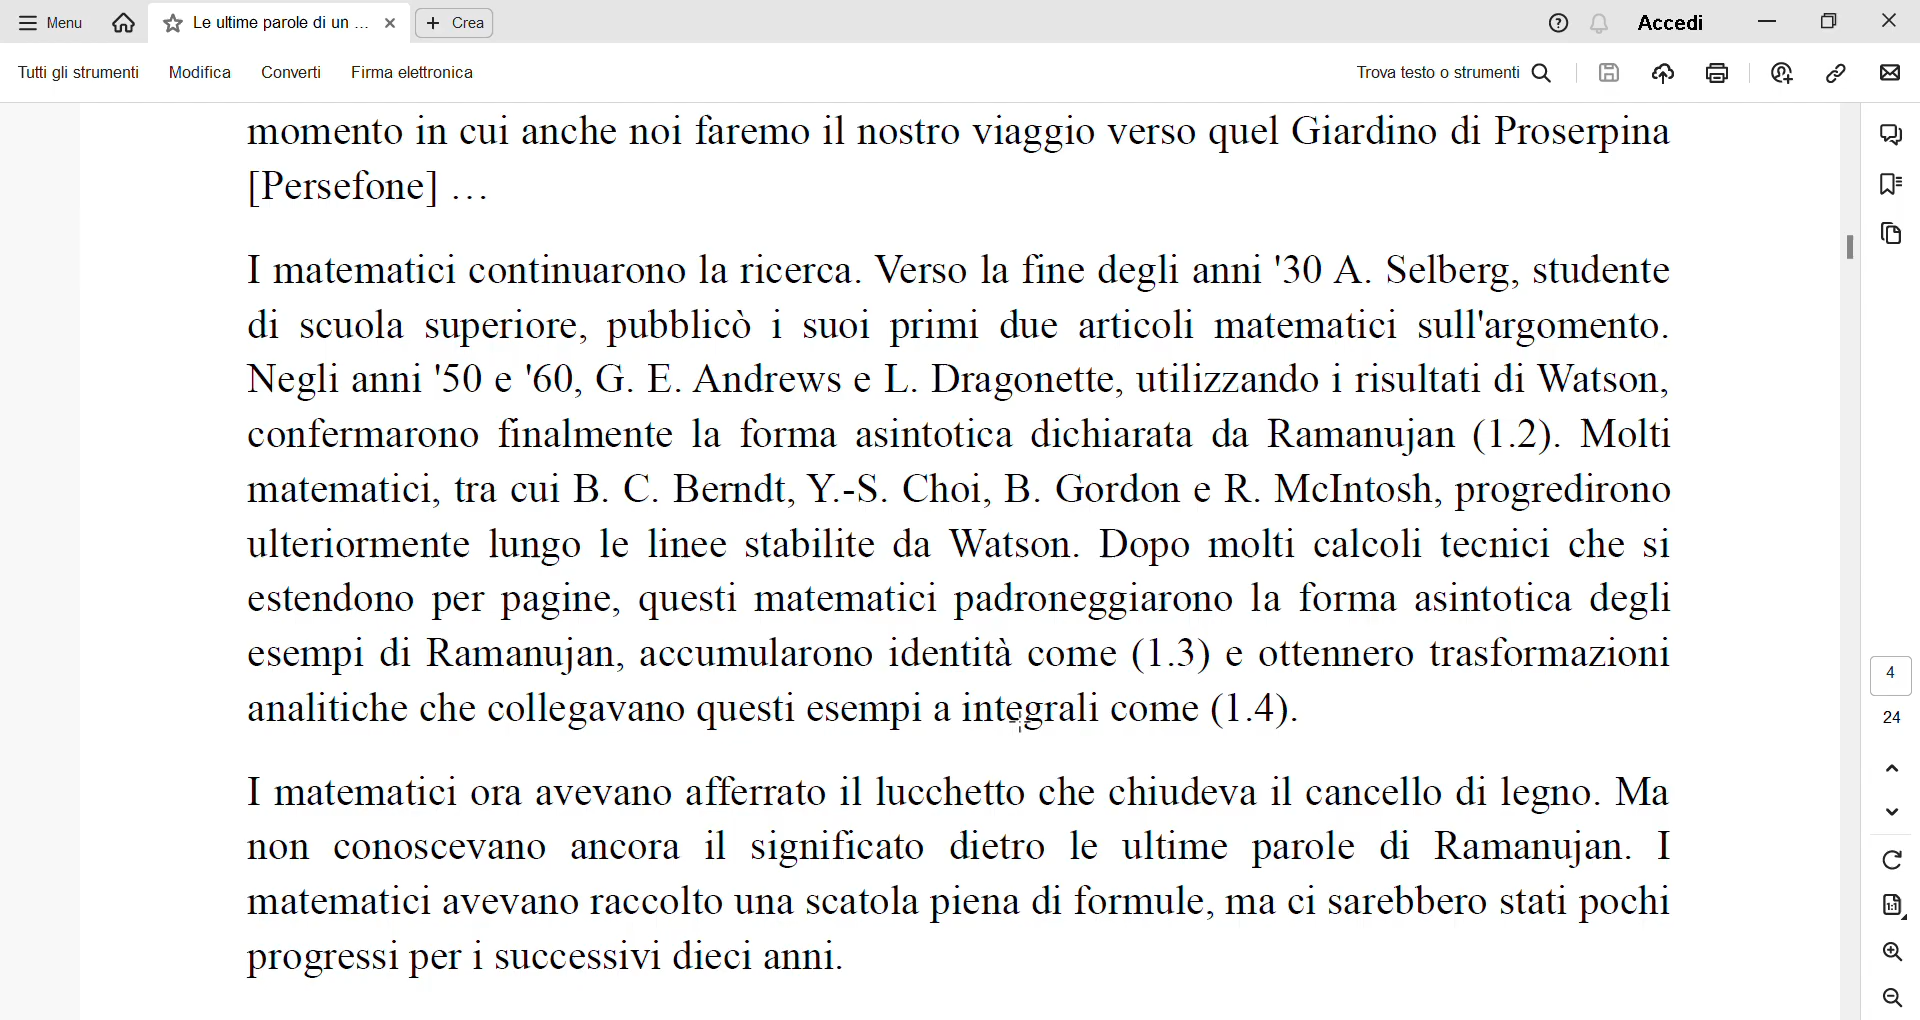 Menu
Le ultime parole di un ...
Crea
Accedi
Tutti gli strumenti
Modifica
Converti
Firma elettronica
Trova testo o strumenti
momento in cui anche noi faremo il nostro viaggio verso quel Giardino di Proserpina
[Persefone] …
I matematici continuarono la ricerca. Verso la fine degli anni '30 A. Selberg, studente
di scuola superiore, pubblicò i suoi primi due articoli matematici sull'argomento.
Negli anni '50 e '60, G. E. Andrews e L. Dragonette, utilizzando i risultati di Watson,
confermarono finalmente la forma asintotica dichiarata da Ramanujan (1.2). Molti
matematici, tra cui B. C. Berndt, Y.-S. Choi, B. Gordon e R. McIntosh, progredirono
ulteriormente lungo le linee stabilite da Watson. Dopo molti calcoli tecnici che si
estendono per pagine, questi matematici padroneggiarono la forma asintotica degli
esempi di Ramanujan, accumularono identità come (1.3) e ottennero trasformazioni
analitiche che collegavano questi esempi a integrali come (1.4).
I matematici ora avevano afferrato il lucchetto che chiudeva il cancello di legno. Ma
non conoscevano ancora il significato dietro le ultime parole di Ramanujan. I
matematici avevano raccolto una scatola piena di formule, ma ci sarebbero stati pochi
progressi per i successivi dieci anni.
4
24